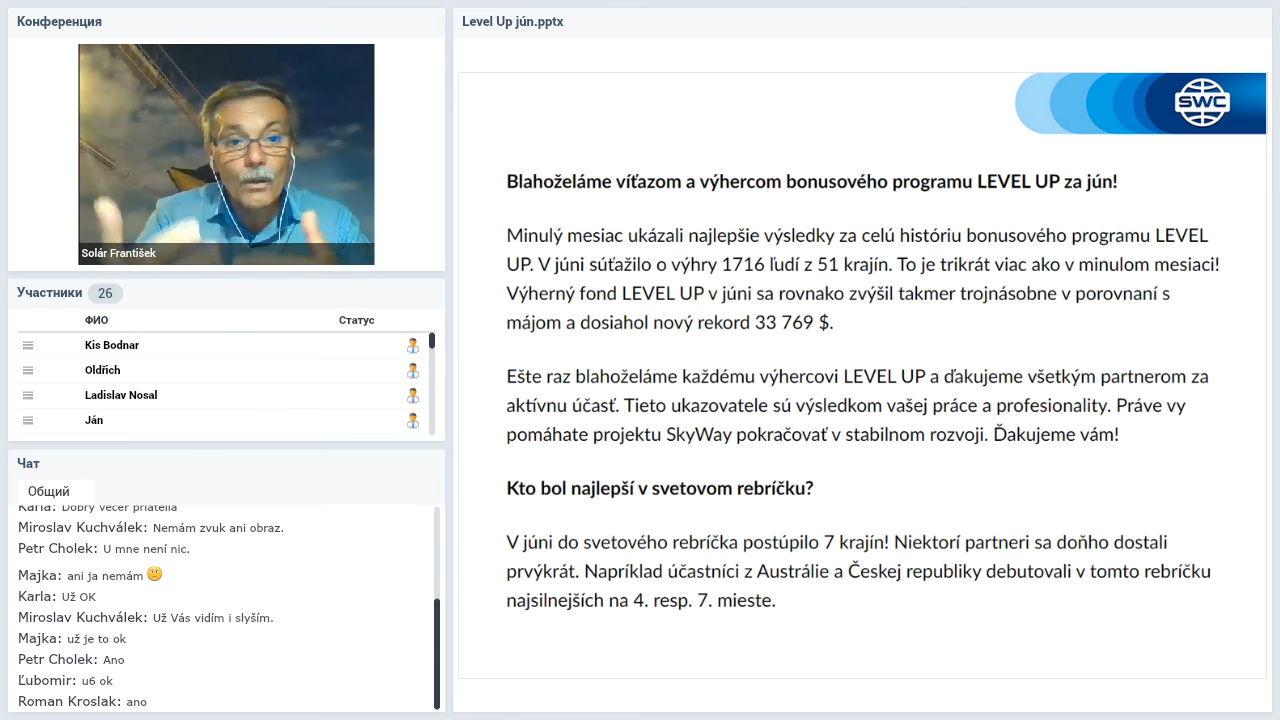 Конференция
Solár František
Участники 26
ФИО Статус
Kis Bodnar
Oldřich
Ladislav Nosal
Ján
Чат
Общий
Karla: Dobrý večer priatelia
Miroslav Kuchválek: Nemám zvuk ani obraz.
Petr Cholek: U mne není nic.
Majka: ani ja nemám
Karla: Už OK
Miroslav Kuchválek: Už Vás vidím i slyším.
Majka: už je to ok
Petr Cholek: Ano
Ľubomir: u6 ok
Roman Kroslak: ano
Level Up jún.pptx
SWC
Blahoželáme víťazom a výhercom bonusového programu LEVEL UP za jún!
Minulý mesiac ukázali najlepšie výsledky za celú históriu bonusového programu LEVEL
UP. V júni súťažilo o výhry 1716 ľudí z 51 krajín. To je trikrát viac ako v minulom mesiaci!
Výherný fond LEVEL UP v júni sa rovnako zvýšil takmer trojnásobne v porovnaní s
májom a dosiahol nový rekord 33 769 $.
Ešte raz blahoželáme každému výhercovi LEVEL UP a ďakujeme všetkým partnerom za
aktívnu účasť. Tieto ukazovatele sú výsledkom vašej práce a profesionality. Práve vy
pomáhate projektu SkyWay pokračovať v stabilnom rozvoji. Ďakujeme vám!
Kto bol najlepší v svetovom rebríčku?
V júni do svetového rebríčka postúpilo 7 krajín! Niektorí partneri sa doňho dostali
prvýkrát. Napríklad účastníci z Austrálie a Českej republiky debutovali v tomto rebríčku
najsilnejších na 4. resp. 7. mieste.